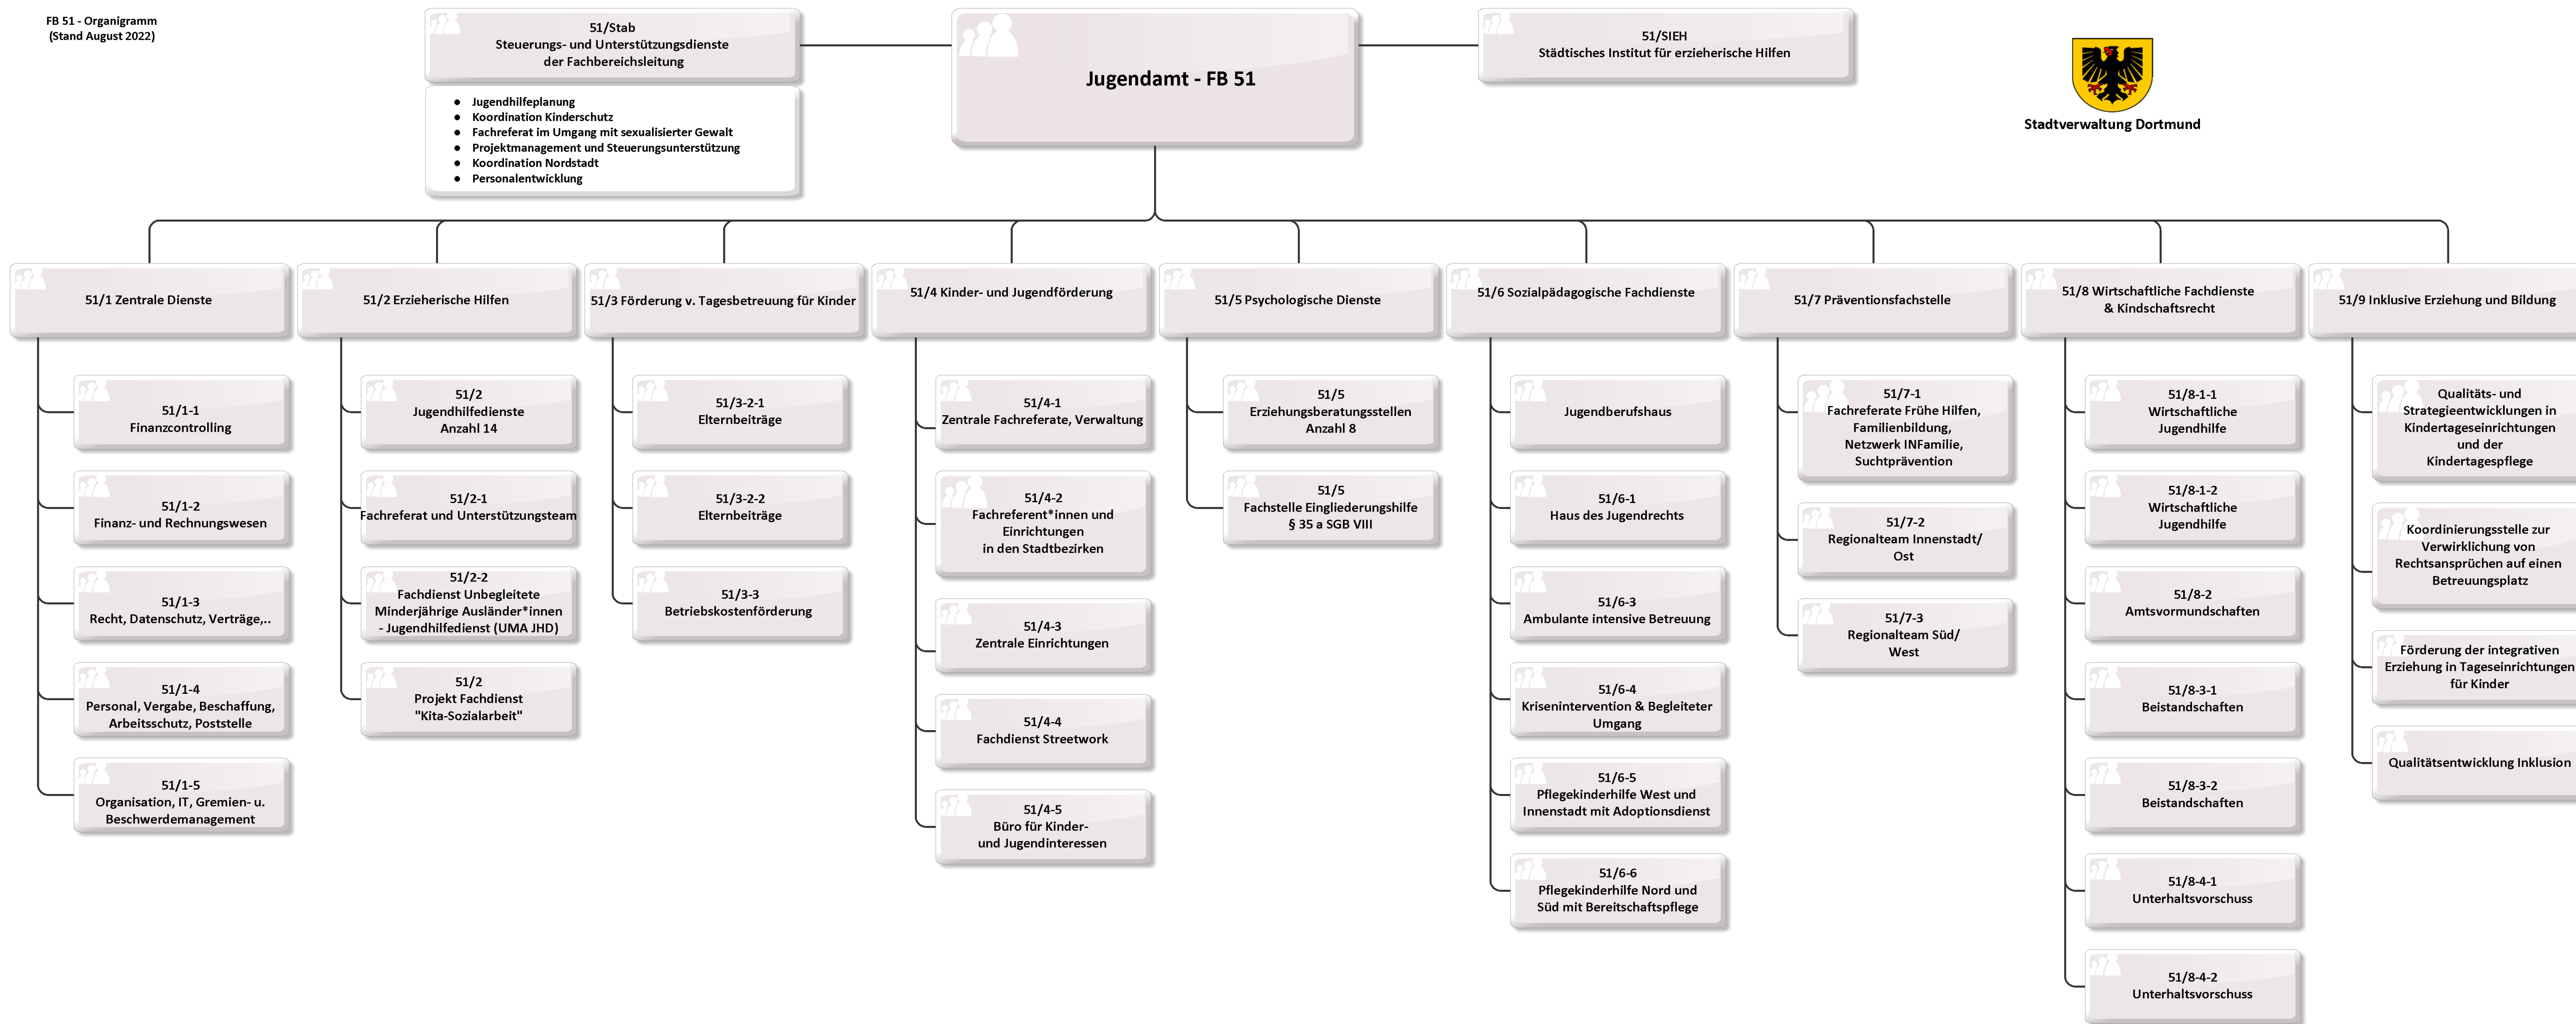 FB 51 - Organigramm
(Stand August 2022)
51/Stab
Steuerungs- und Unterstützungsdienste
der Fachbereichsleitung
● Jugendhilfeplanung
● Koordination Kinderschutz
● Fachreferat im Umgang mit sexualisierter Gewalt
● Projektmanagement und Steuerungsunterstützung
● Koordination Nordstadt
● Personalentwicklung
Jugendamt - FB 51
51/SIEH
Städtisches Institut für erzieherische Hilfen
Stadtverwaltung Dortmund
51/1 Zentrale Dienste
51/1-1
Finanzcontrolling
51/1-2
Finanz- und Rechnungswesen
51/1-3
Recht, Datenschutz, Verträge,..
51/1-4
Personal, Vergabe, Beschaffung,
Arbeitsschutz, Poststelle
51/1-5
Organisation, IT, Gremien- u.
Beschwerdemanagement
51/2 Erzieherische Hilfen
51/2
Jugendhilfedienste
Anzahl 14
51/2-1
Fachreferat und Unterstützungsteam
51/2-2
Fachdienst Unbegleitete
Minderjährige Ausländer*innen
- Jugendhilfedienst (UMA JHD)
51/2
Projekt Fachdienst
"Kita-Sozialarbeit"
51/3 Förderung v. Tagesbetreuung für Kinder
51/3-2-1
Elternbeiträge
51/3-2-2
Elternbeiträge
51/3-3
Betriebskostenförderung
51/4 Kinder- und Jugendförderung
51/4-1
Zentrale Fachreferate, Verwaltung
51/4-2
Fachreferent*innen und
Einrichtungen
in den Stadtbezirken
51/4-3
Zentrale Einrichtungen
51/4-4
Fachdienst Streetwork
51/4-5
Büro für Kinder-
und Jugendinteressen
51/5 Psychologische Dienste
51/5
Erziehungsberatungsstellen
Anzahl 8
51/5
Fachstelle Eingliederungshilfe
§ 35 a SGB VIII
51/6 Sozialpädagogische Fachdienste
Jugendberufshaus
51/6-1
Haus des Jugendrechts
51/6-3
Ambulante intensive Betreuung
51/6-4
Krisenintervention & Begleiteter
Umgang
51/6-5
Pflegekinderhilfe West und
Innenstadt mit Adoptionsdienst
51/6-6
Pflegekinderhilfe Nord und
Süd mit Bereitschaftspflege
51/7 Präventionsfachstelle
51/7-1
Fachreferate Frühe Hilfen,
Familienbildung,
Netzwerk INFamilie,
Suchtprävention
51/7-2
Regionalteam Innenstadt/
Ost
51/7-3
Regionalteam Süd/
West
51/8 Wirtschaftliche Fachdienste
& Kindschaftsrecht
51/8-1-1
Wirtschaftliche
Jugendhilfe
51/8-1-2
Wirtschaftliche
Jugendhilfe
51/8-2
Amtsvormundschaften
51/8-3-1
Beistandschaften
51/8-3-2
Beistandschaften
51/8-4-1
Unterhaltsvorschuss
51/8-4-2
Unterhaltsvorschuss
51/9 Inklusive Erziehung und Bildung
Qualitäts- und
Strategieentwicklungen in
Kindertageseinrichtungen
und der
Kindertagespflege
Koordinierungsstelle zur
Verwirklichung von
Rechtsansprüchen auf einen
Betreuungsplatz
Förderung der integrativen
Erziehung in Tageseinrichtungen
für Kinder
Qualitätsentwicklung Inklusion